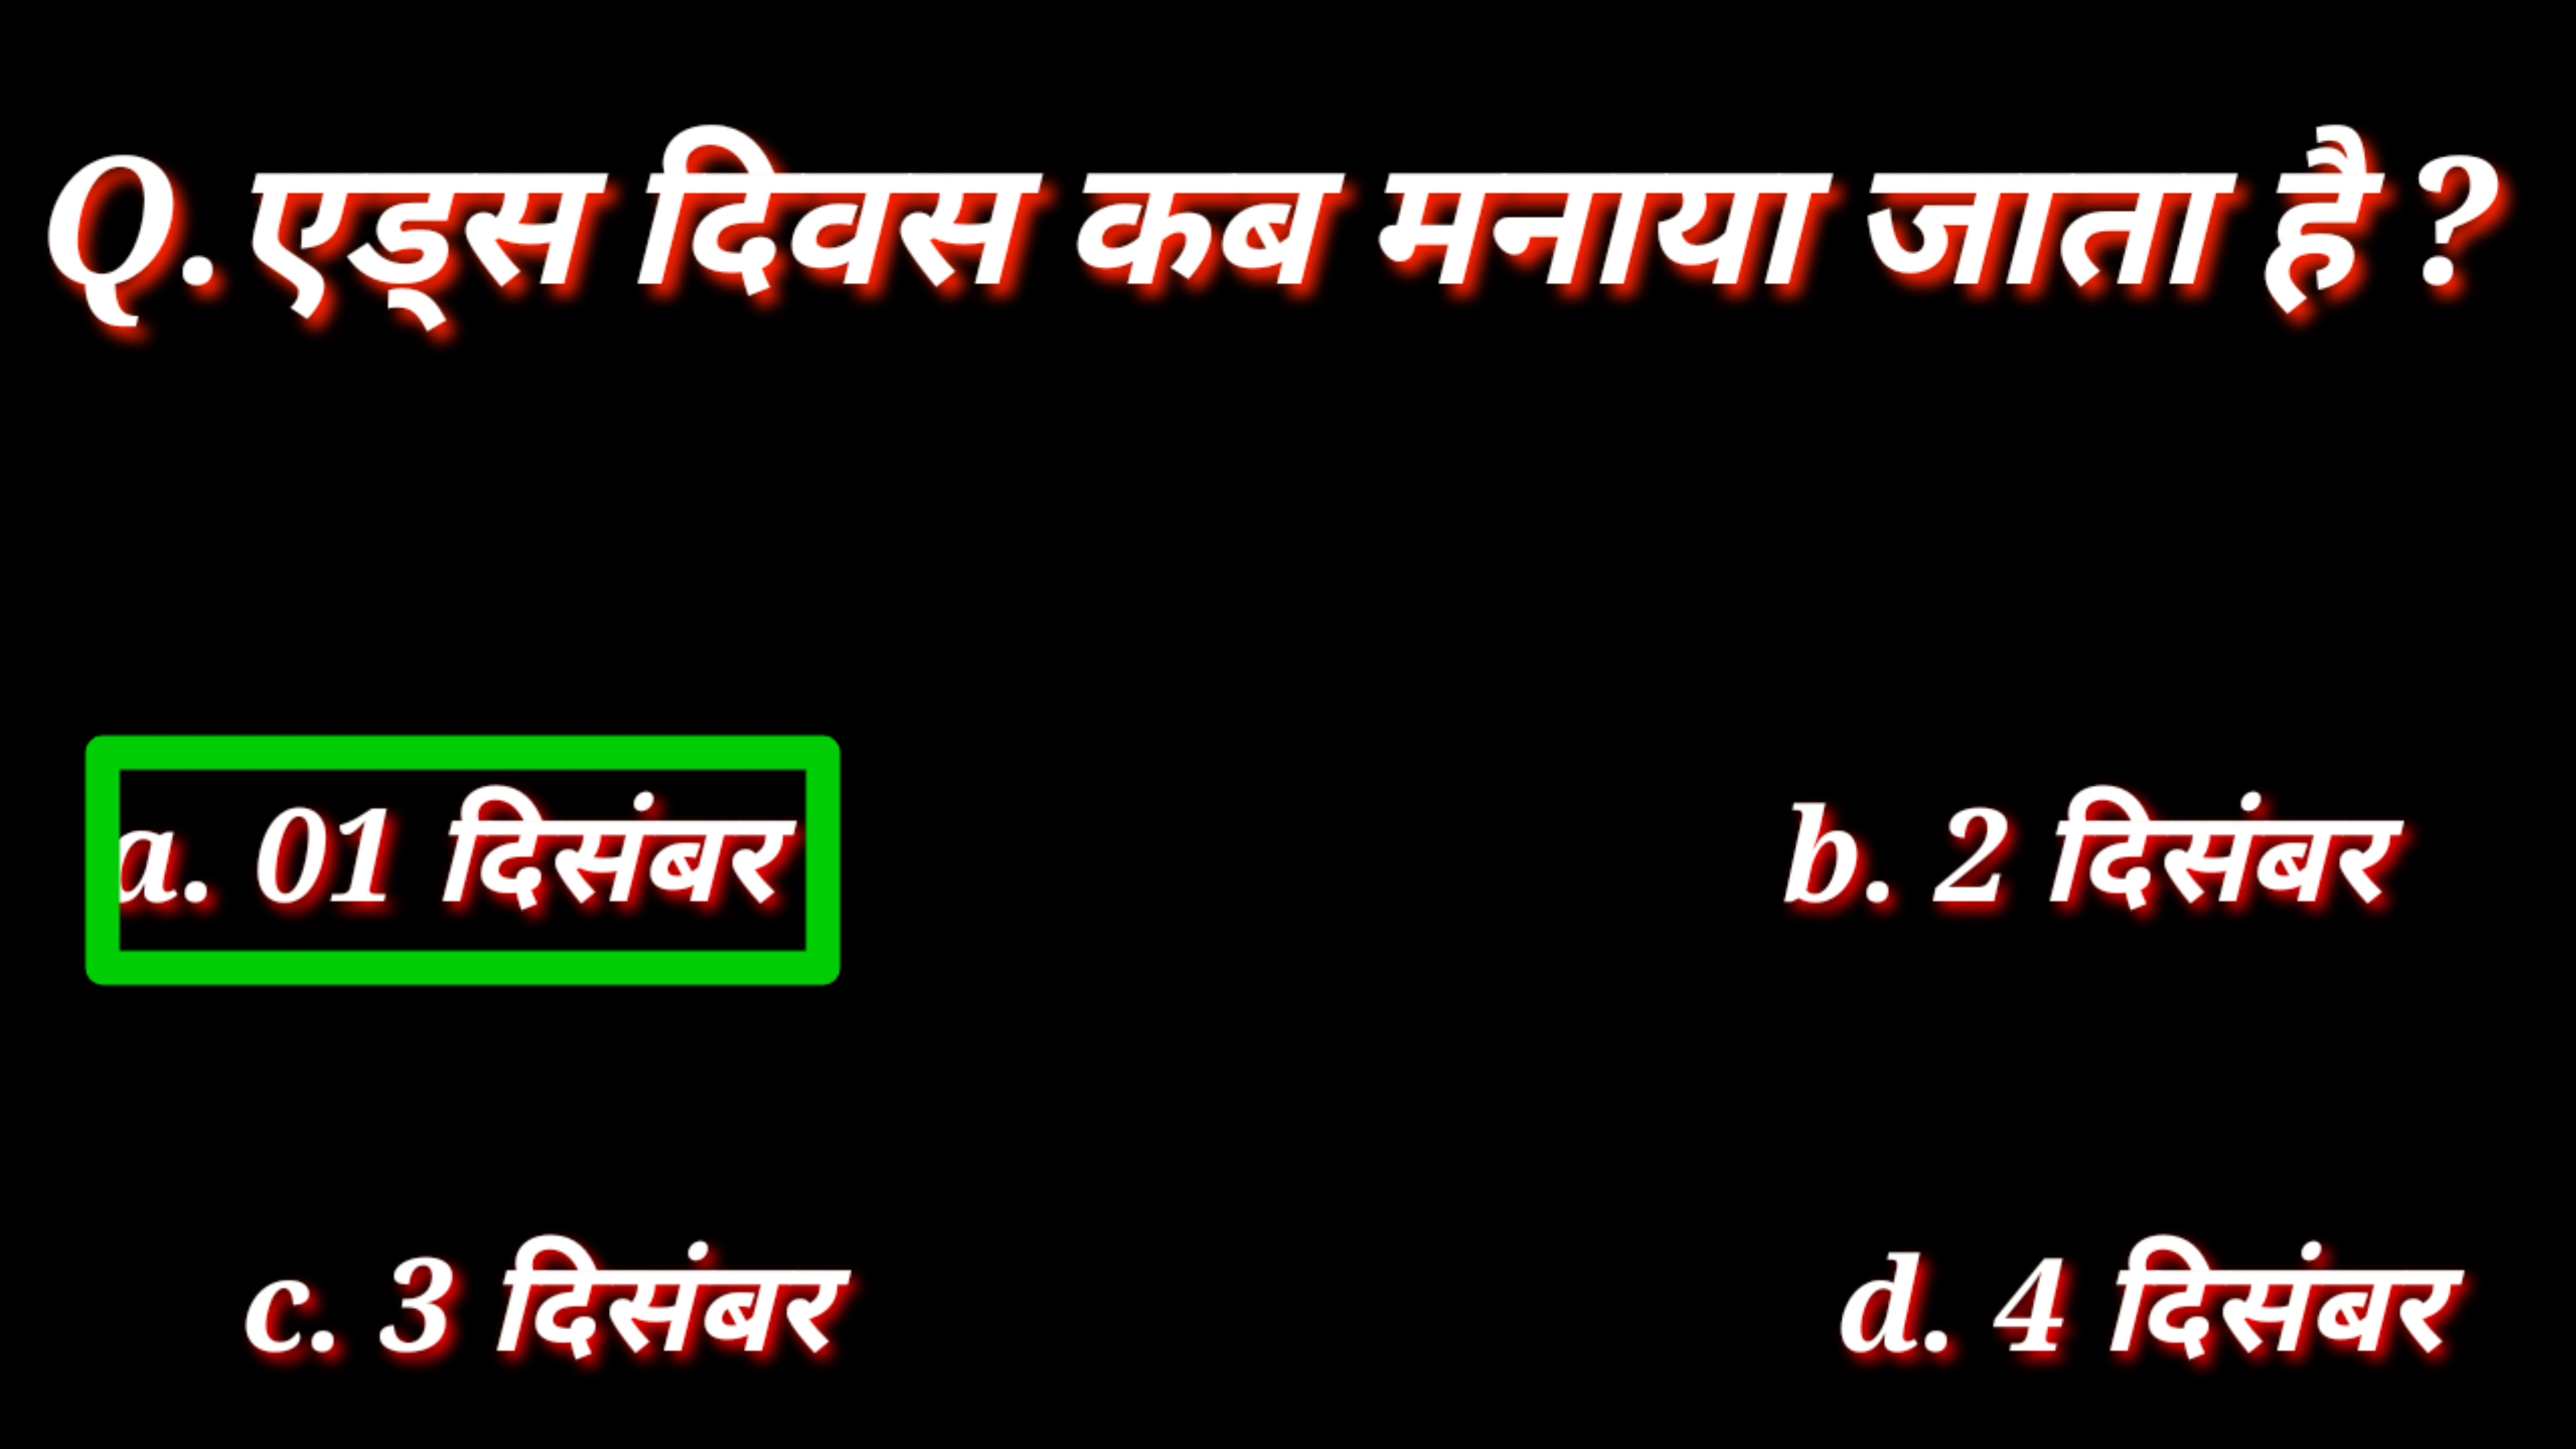 Q.एड्स दिवस कब मनाया जाता है ?
a. 01 दिसंबर
b. 2 दिसंबर
c. 3 दिसंबर
d. 4 दिसंबर